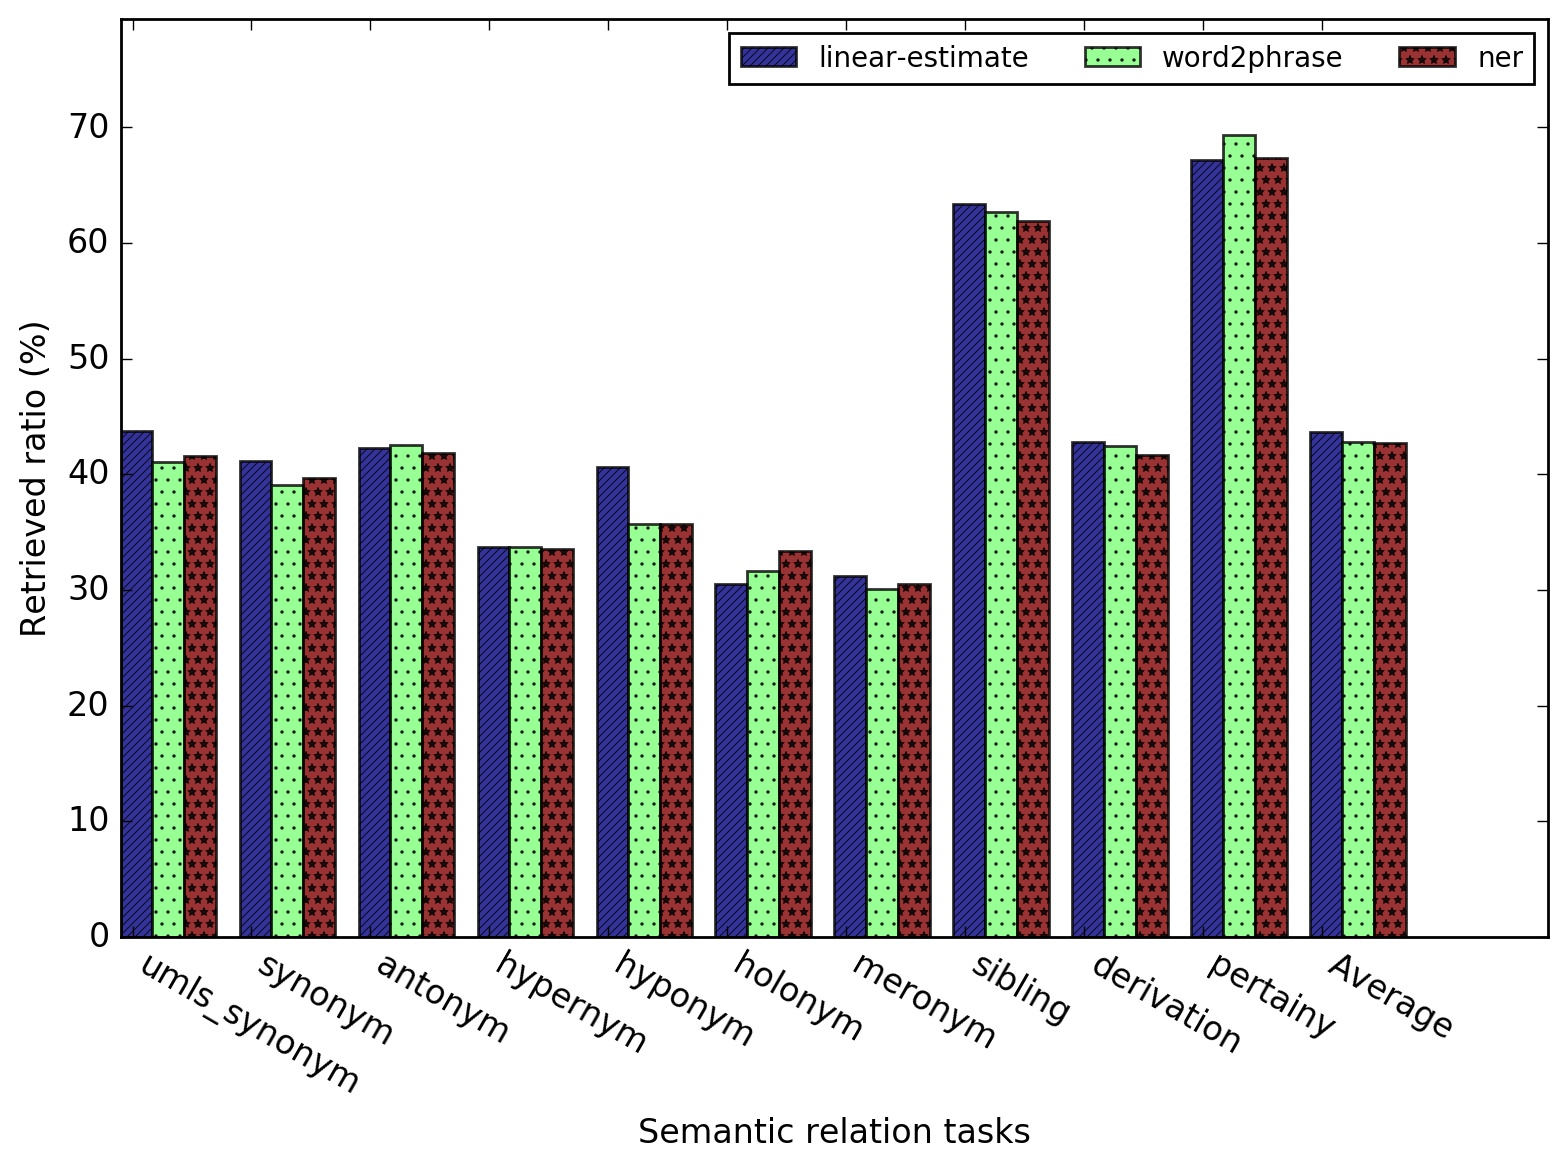 linear-estimate word2phrase ner
70
60
50
40
30
20
10
0
Retrieved ratio (%)
umls_synonym synonym antonym hypernym hyponym holonym meronym sibling derivation pertainy Average
Semantic relation tasks